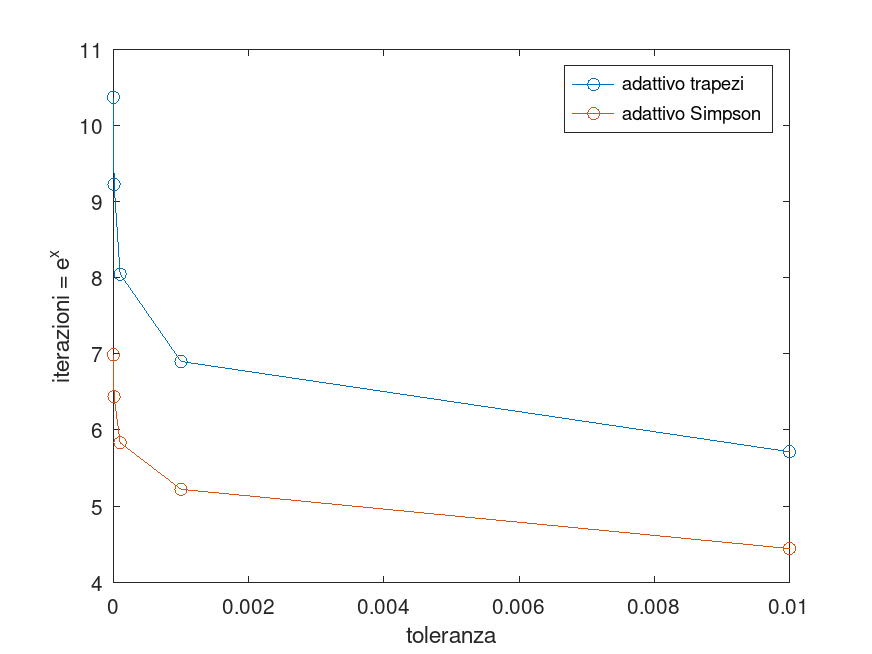 11
10
9
8
7
6
5
4
iterazioni = e^x
adattivo trapezi
adattivo Simpson
0 0.002 0.004 0.006 0.008 0.01
toleranza